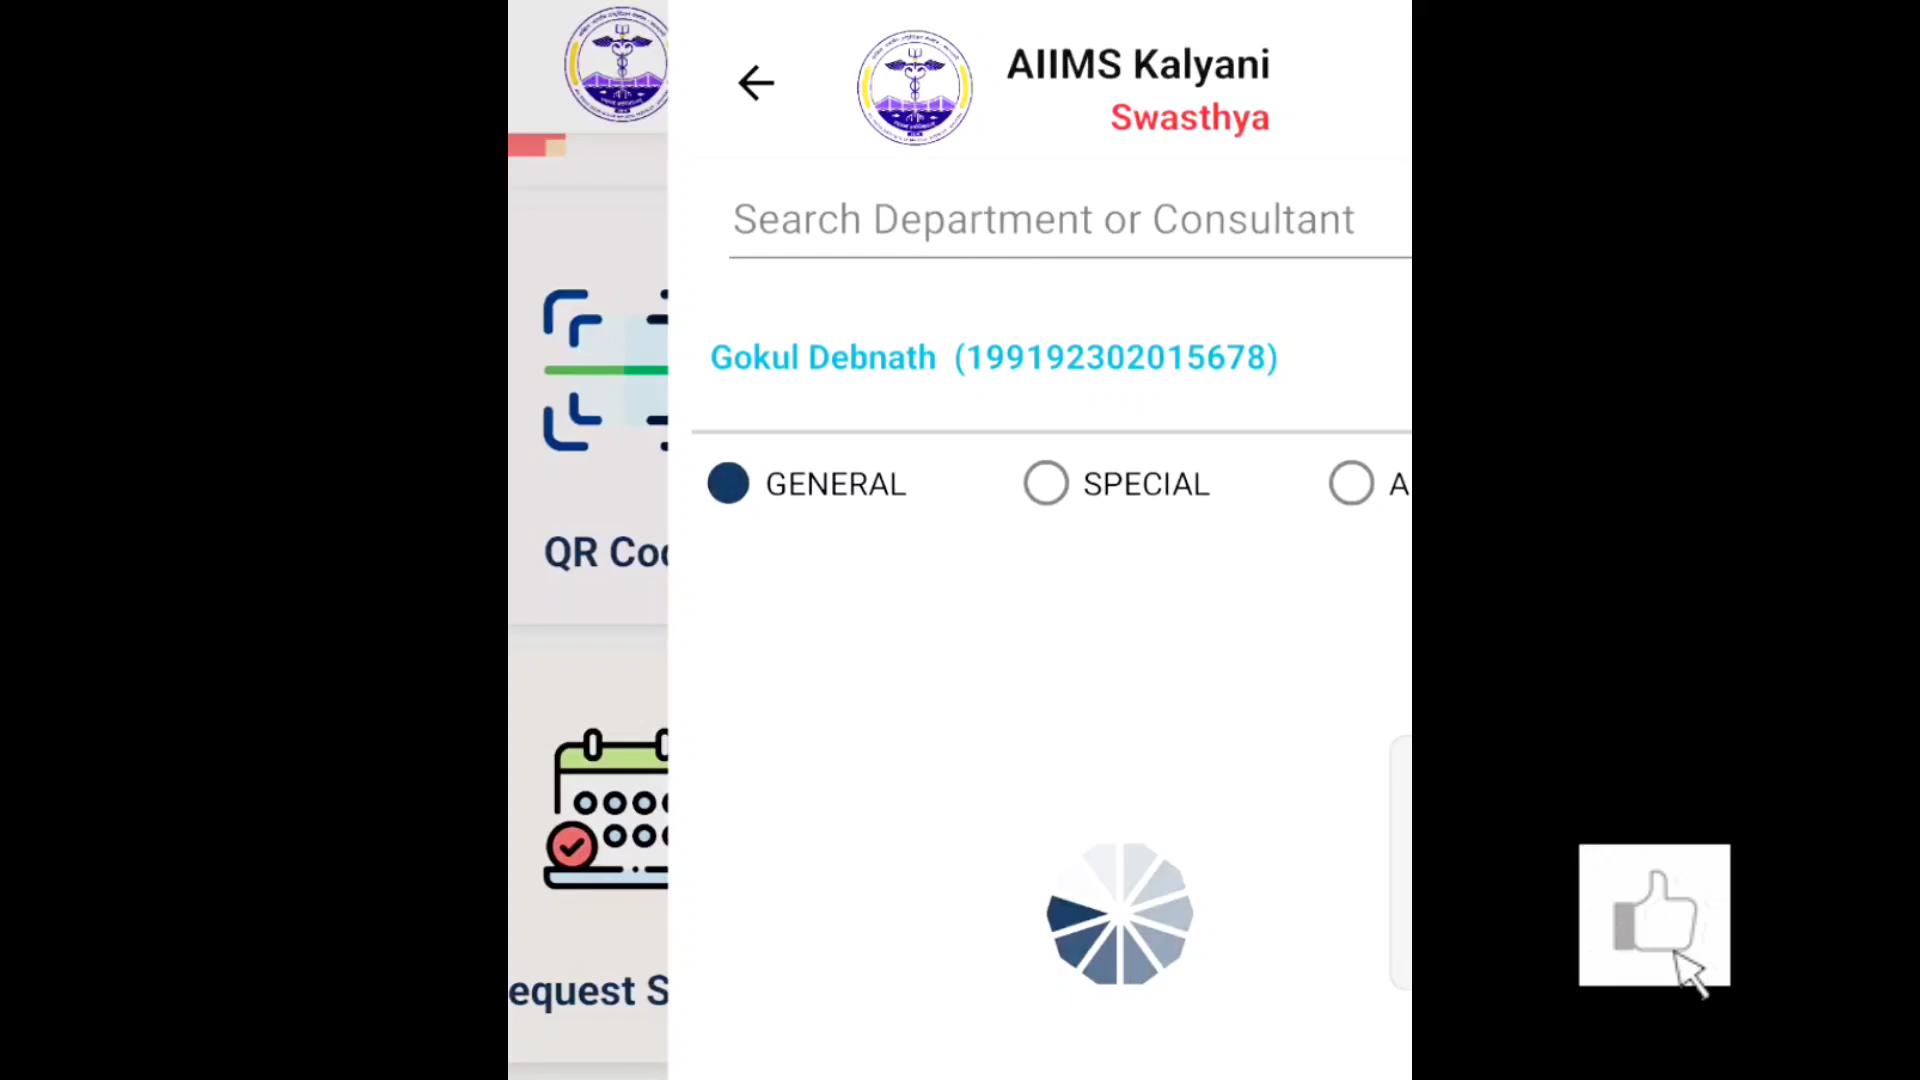 AIIMS Kalyani
Swasthya
Search Department or Consultant
Gokul Debnath (199192302015678)
GENERAL
SPECIAL
A
QR Co
equest S